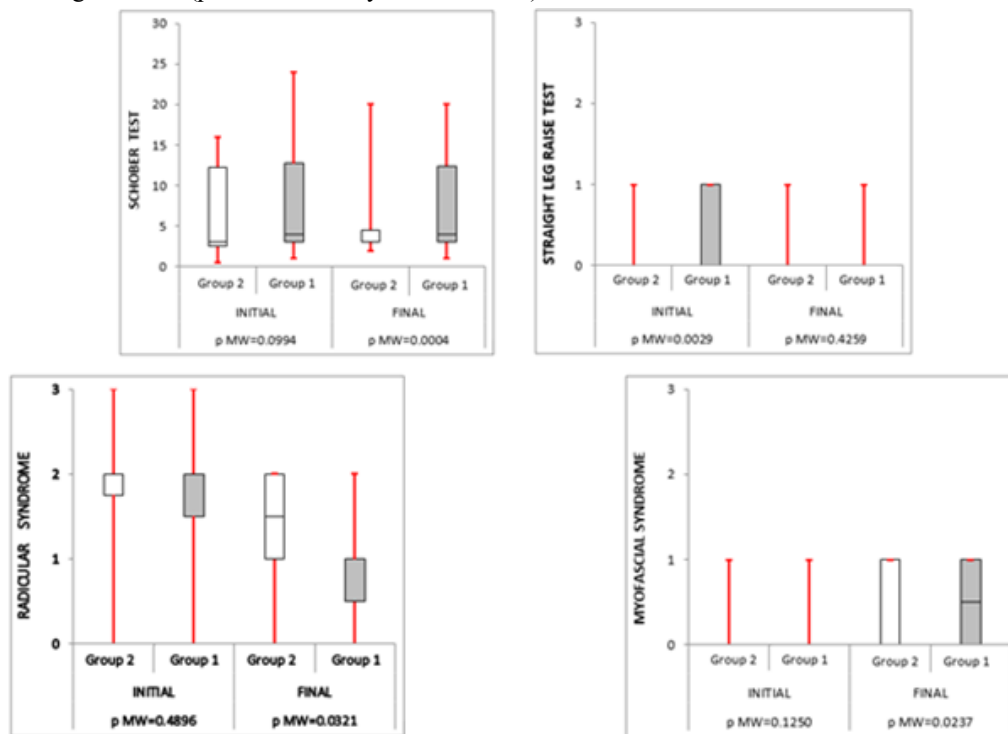 SCHOBER TEST
30
25
20
15
10
5
0
Group 2 Group 1 Group 2 Group 1
INITIAL FINAL
p MW=0.0994 p MW=0.0004
STRAIGHT LEG RAISE TEST
3
2
1
0
Group 2 Group 1 Group 2 Group 1
INITIAL FINAL
p MW=0.0029 p MW=0.4259
RADICULAR SYNDROME
3
2
1
0
Group 2 Group 1 Group 2 Group 1
INITIAL FINAL
p MW=0.4896 p MW=0.0321
MYOFASCIAL SYNDROME
3
2
1
0
Group 2 Group 1 Group 2 Group 1
INITIAL FINAL
p MW=0.1250 p MW=0.0237